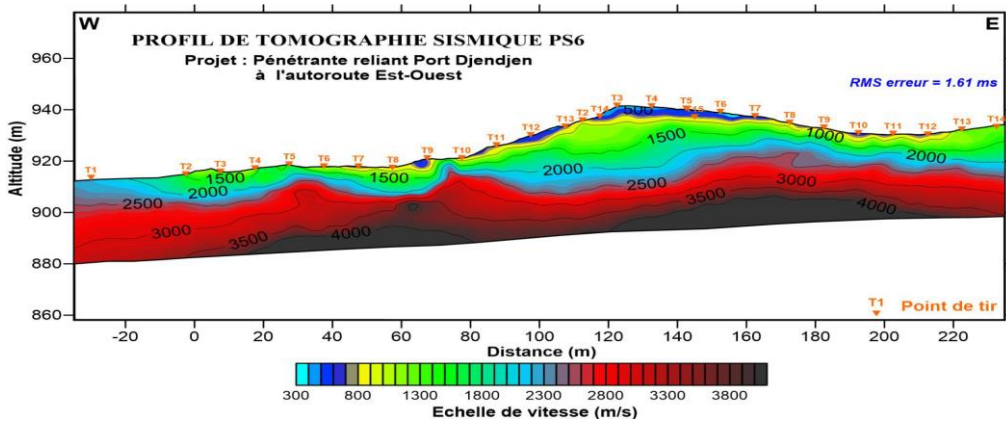 W
E
PROFIL DE TOMOGRAPHIE SISMIQUE PS6
Projet : Pénétrante reliant Port Djendjen
à l'autoroute Est-Ouest
RMS erreur = 1.61 ms
Altitude (m)
960
940
920
900
880
860
T1 T2 T3 T4 T5 T6 T7 T8 T9 T10 T11 T12 T13 T2 T14 T3 T4 T5 T15 T6 T7 T8 T9 T10 T11 T12 T13 T14
500
1500 1500 1500 1000
2000 2000 2000
2500 2500
3000 3000
3500 3500
4000 4000
T1 Point de tir
-20 0 20 40 60 80 100 120 140 160 180 200 220
Distance (m)
300 800 1300 1800 2300 2800 3300 3800
Echelle de vitesse (m/s)